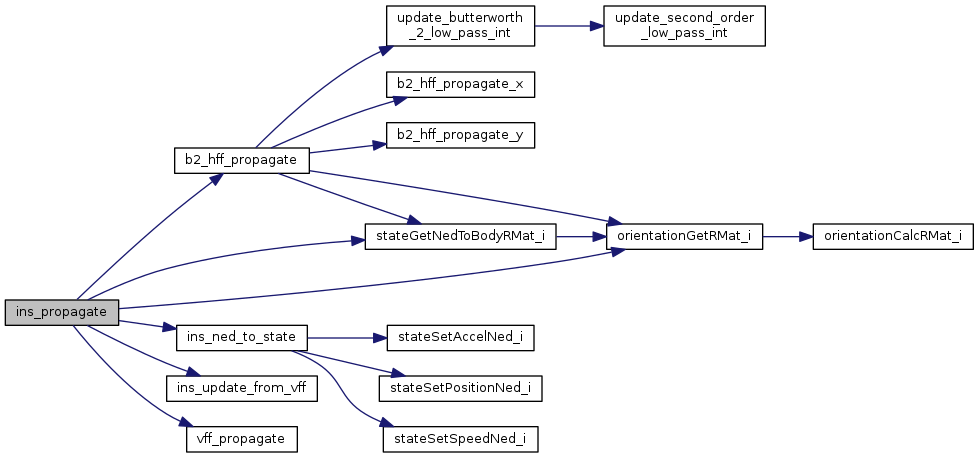 update_butterworth
_2_low_pass_int
update_second_order
_low_pass_int
b2_hff_propagate_x
b2_hff_propagate_y
b2_hff_propagate
stateGetNedToBodyRMat_i
orientationGetRMat_i
orientationCalcRMat_i
ins_propagate
ins_ned_to_state
stateSetAccelNed_i
ins_update_from_vff
stateSetPositionNed_i
vff_propagate
stateSetSpeedNed_i